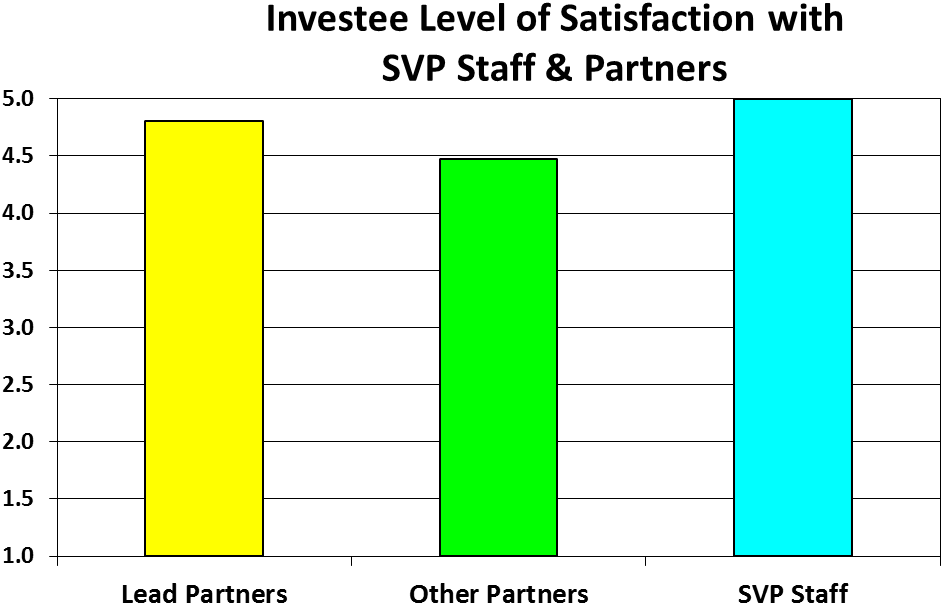 Investee Level of Satisfaction with
SVP Staff & Partners
5.0
4.5
4.0
3.5
3.0
2.5
2.0
1.5
1.0
Lead Partners
Other Partners
SVP Staff